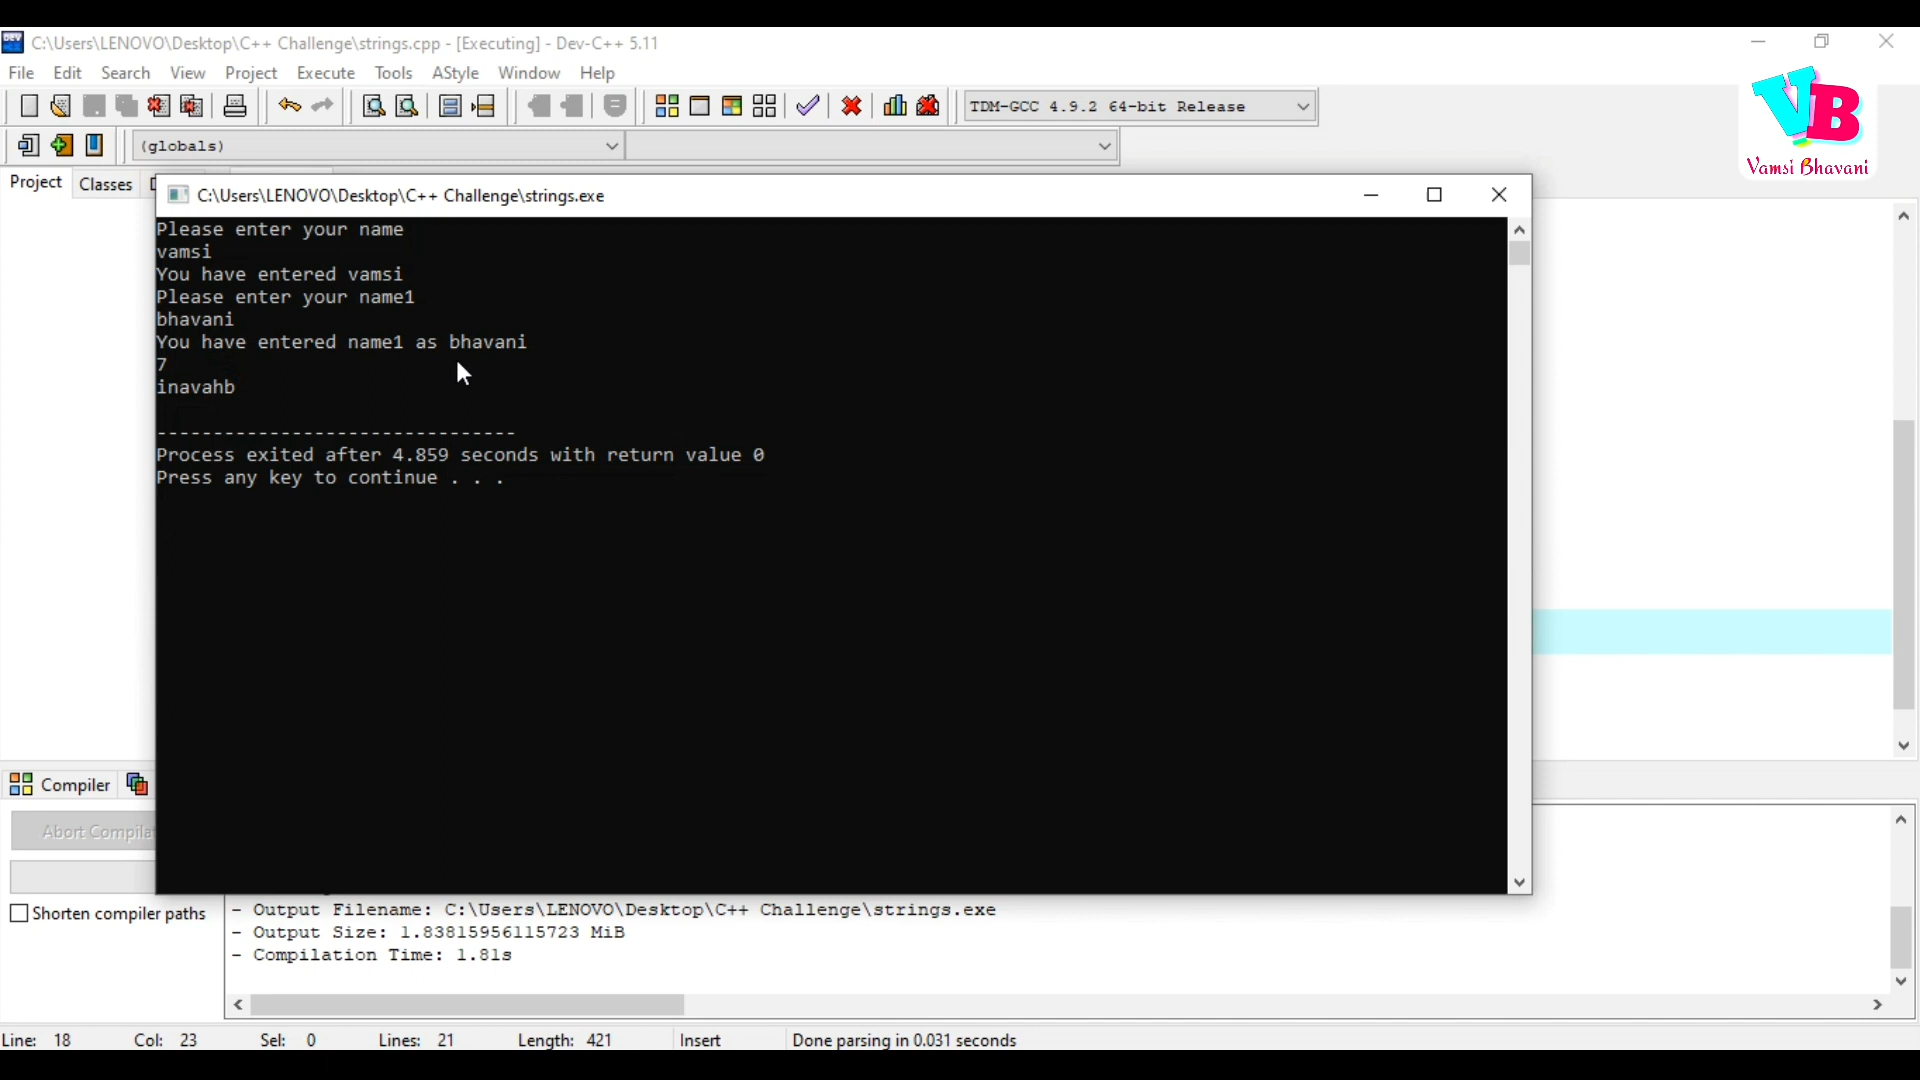 C:\Users\LENOVO\Desktop\C++ Challenge\strings.cpp - [Executing] - Dev-C++ 5.11
File Edit Search View Project Execute Tools AStyle Window Help
TDM-GCC 4.9.2 64-bit Release
VB
Vamsi Bhavani
(globals)
Project Classes
C:\Users\LENOVO\Desktop\C++ Challenge\strings.exe
Please enter your name
vamsi
You have entered vamsi
Please enter your name1
bhavani
You have entered name1 as bhavani
7
inavahb
--------------------------------
Process exited after 4.859 seconds with return value 0
Press any key to continue . . .
Compiler
Abort Compilat
Shorten compiler paths
- Output Filename: C:\Users\LENOVO\Desktop\C++ Challenge\strings.exe
- Output Size: 1.83815956115723 MiB
- Compilation Time: 1.81s
Line: 18 Col: 23 Sel: 0 Lines: 21 Length: 421 Insert Done parsing in 0.031 seconds